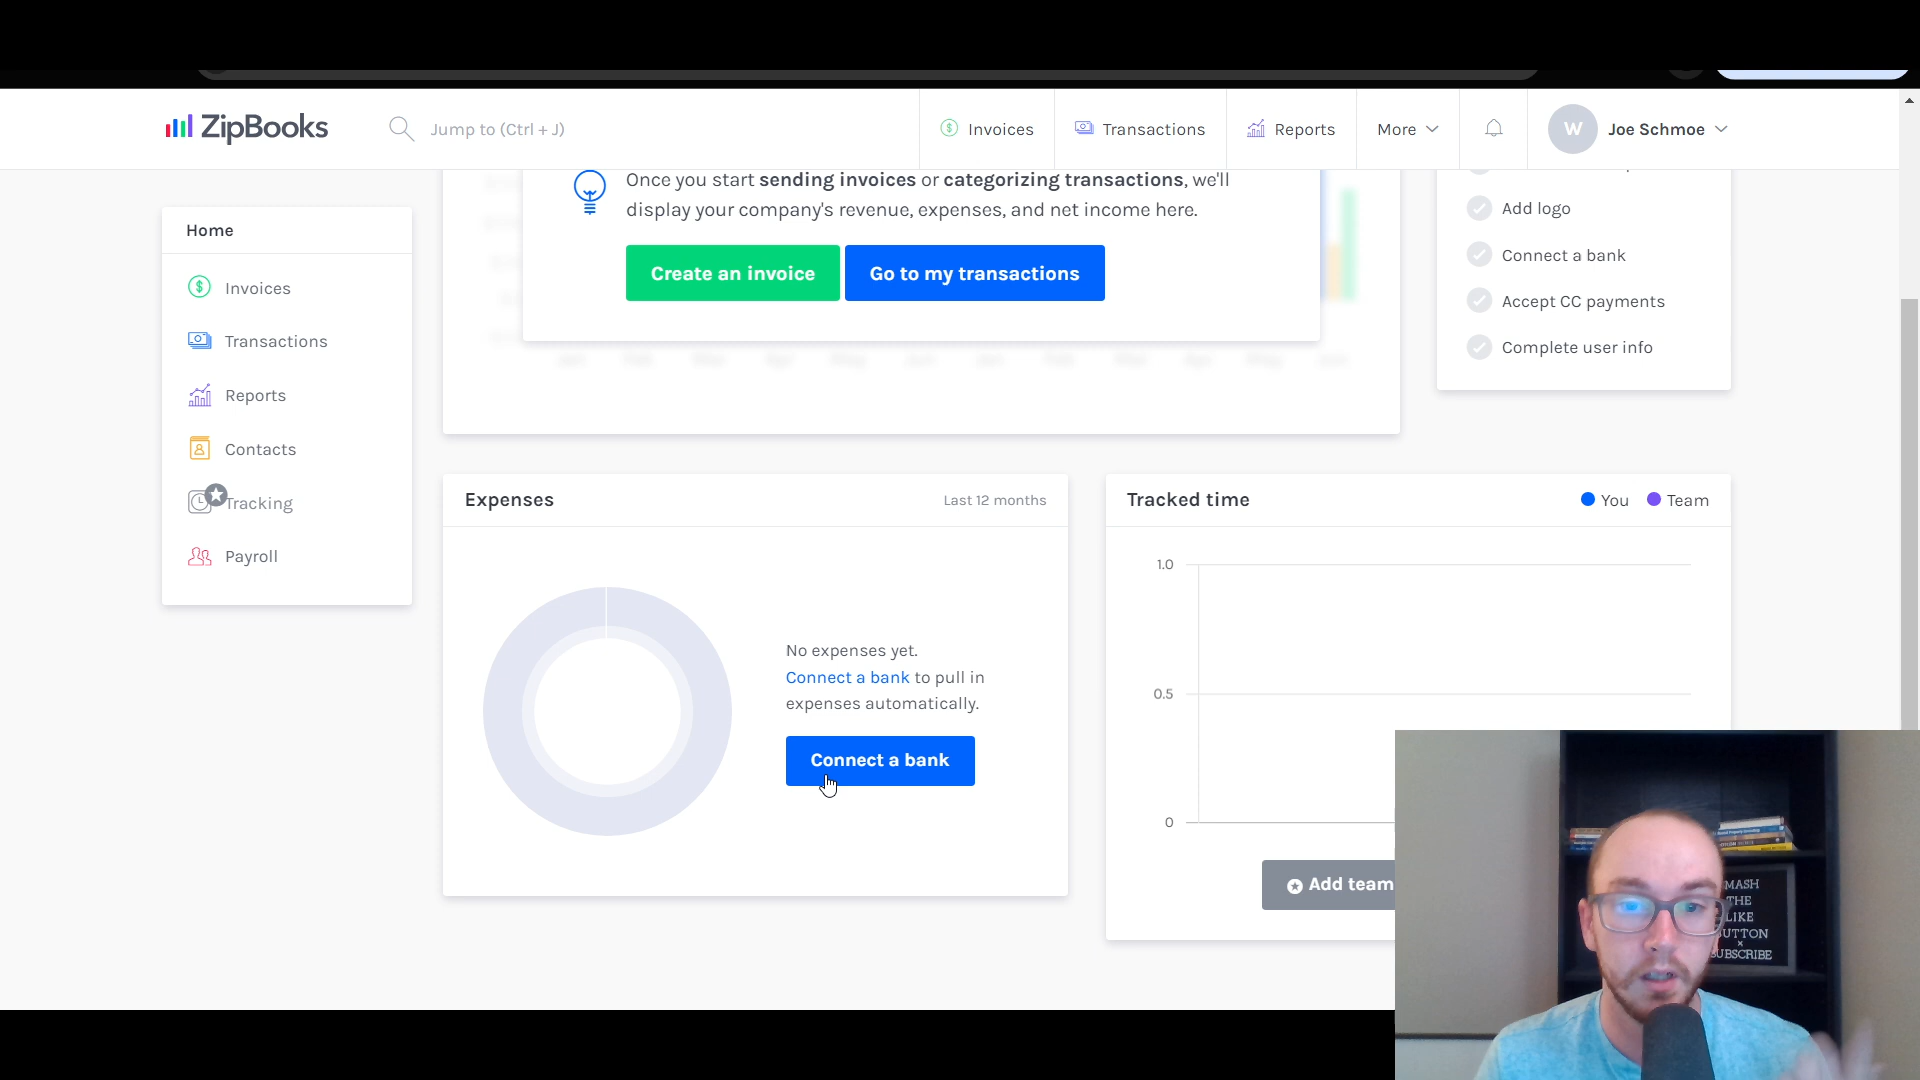 ZipBooks
Jump to (Ctrl + J)
Invoices
Transactions
Reports
More
W
Joe Schmoe
Once you start sending invoices or categorizing transactions, we'll
display your company's revenue, expenses, and net income here.
Create an invoice
Go to my transactions
Add logo
Connect a bank
Accept CC payments
Complete user info
Home
Invoices
Transactions
Reports
Contacts
Tracking
Payroll
Expenses
Last 12 months
No expenses yet.
Connect a bank to pull in
expenses automatically.
Connect a bank
Tracked time
You
Team
1.0
0.5
0
Add team
MASH
THE
LIKE
UTTON
×
SUBSCRIBE